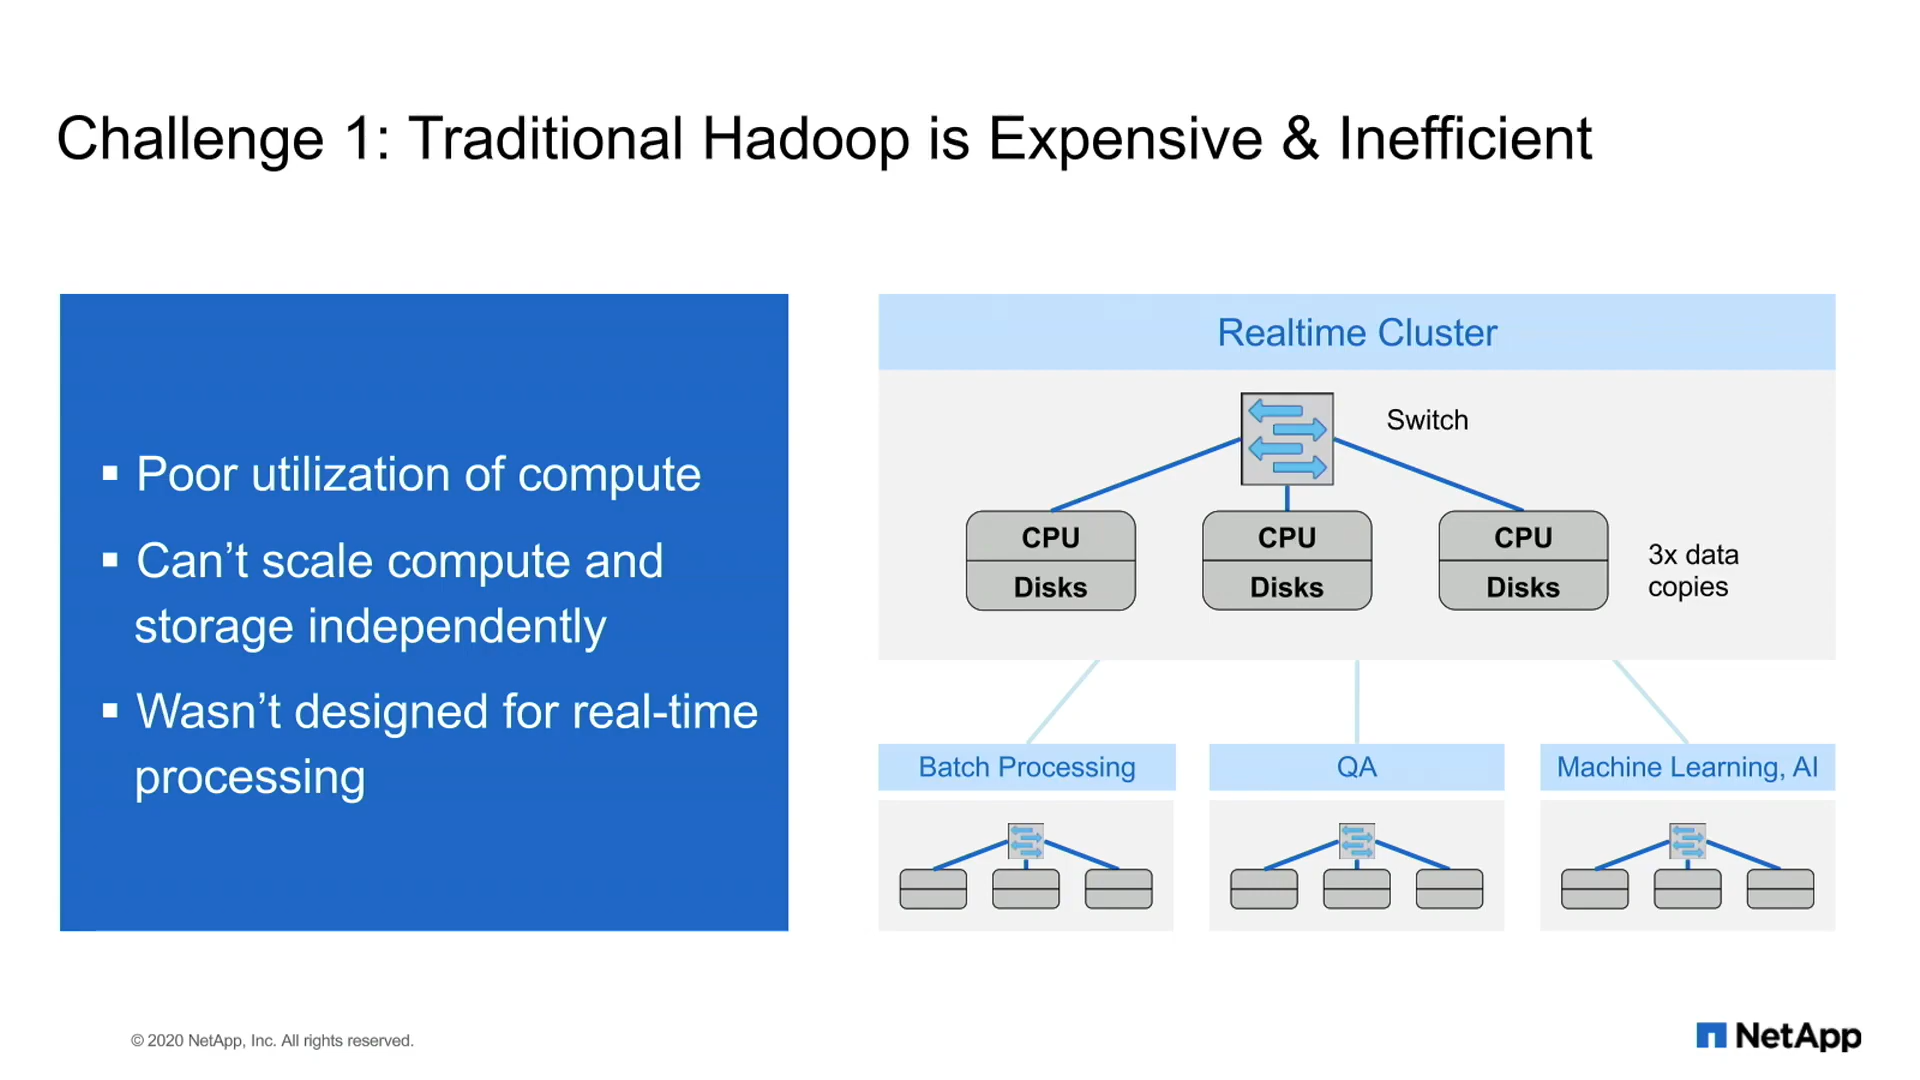 Challenge 1: Traditional Hadoop is Expensive & Inefficient
▪ Poor utilization of compute
▪ Can’t scale compute and
storage independently
▪ Wasn’t designed for real-time
processing
Realtime Cluster
Switch
CPU
Disks
CPU
Disks
CPU
Disks
3x data
copies
Batch Processing
QA
Machine Learning, AI
© 2020 NetApp, Inc. All rights reserved.
NetApp